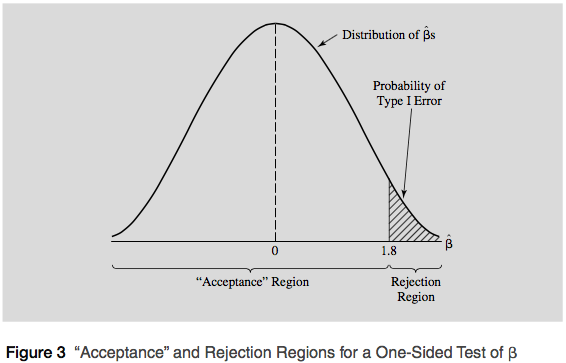 Distribution of β̂s
Probability of
Type I Error
0
1.8
β̂
“Acceptance” Region
Rejection
Region
Figure 3 “Acceptance” and Rejection Regions for a One-Sided Test of β